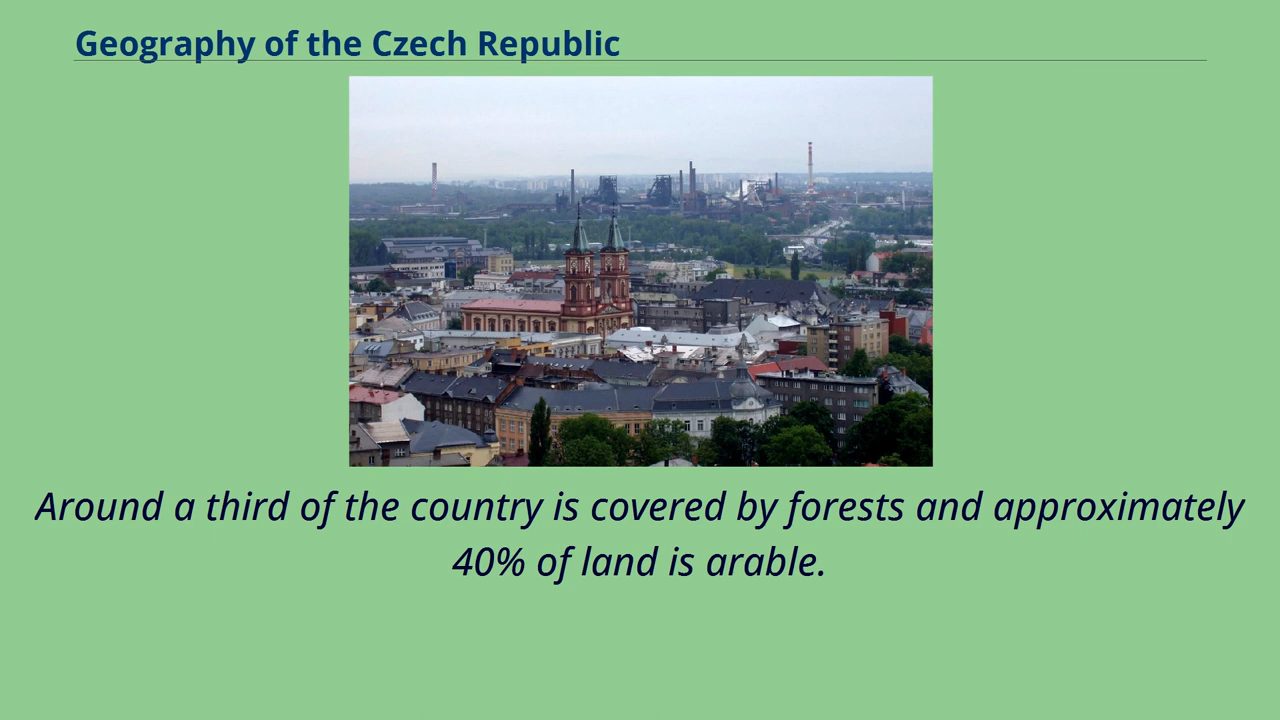 Geography of the Czech Republic
Around a third of the country is covered by forests and approximately
40% of land is arable.